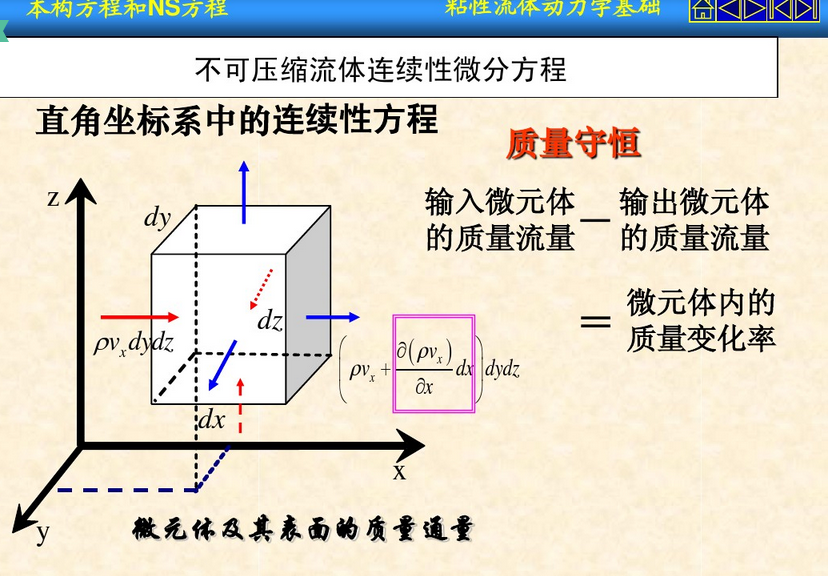 本构方程和NS方程
粘性流体动力学基础
不可压缩流体连续性微分方程
直角坐标系中的连续性方程
质量守恒
输入微元体 — 输出微元体
的质量流量 的质量流量
= 微元体内的
质量变化率
z
dy
dz
ρvₓdydz
(ρvₓ + ∂(ρvₓ)/∂x dx)dydz
dx
x
y
微元体及其表面的质量通量